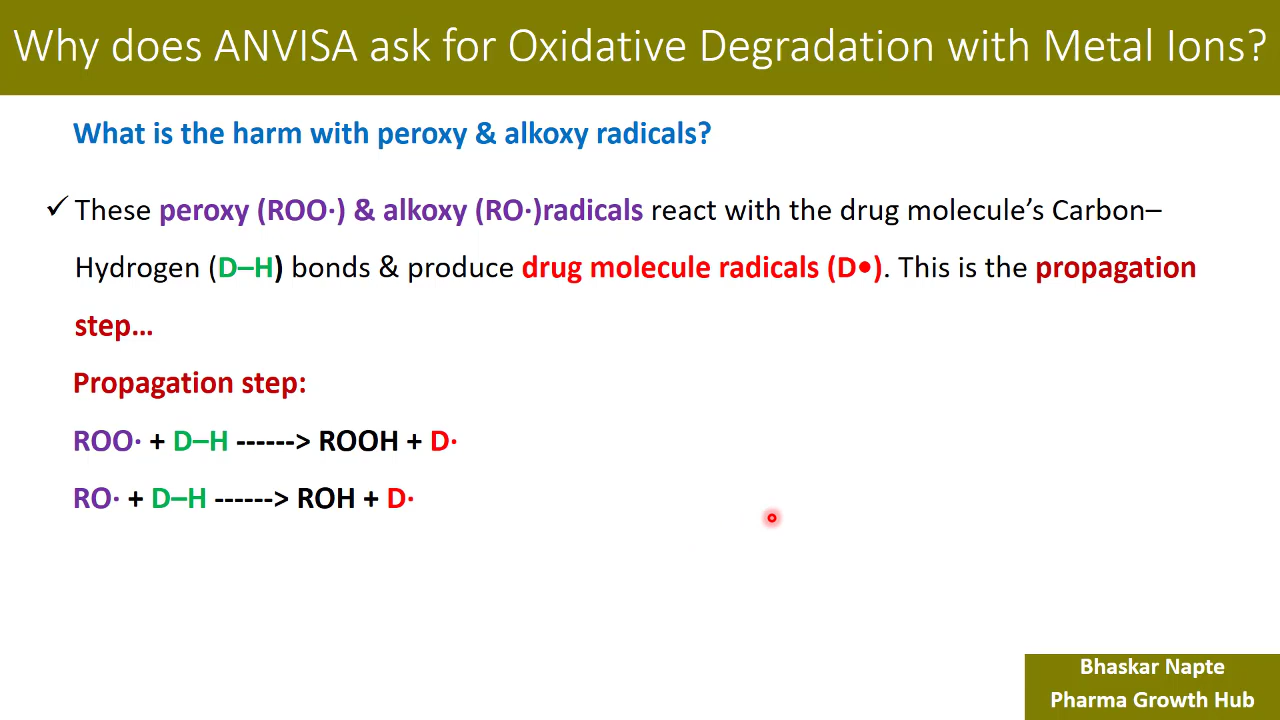 Why does ANVISA ask for Oxidative Degradation with Metal Ions?
What is the harm with peroxy & alkoxy radicals?
✓ These peroxy (ROO·) & alkoxy (RO·)radicals react with the drug molecule’s Carbon–
Hydrogen (D–H) bonds & produce drug molecule radicals (D•). This is the propagation
step…
Propagation step:
ROO· + D–H ------> ROOH + D·
RO· + D–H ------> ROH + D·
Bhaskar Napte
Pharma Growth Hub